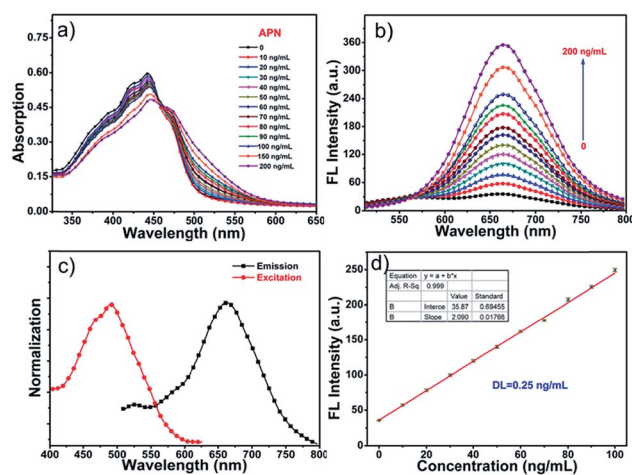 a)
APN
0
10 ng/mL
20 ng/mL
30 ng/mL
40 ng/mL
50 ng/mL
60 ng/mL
70 ng/mL
80 ng/mL
90 ng/mL
100 ng/mL
150 ng/mL
200 ng/mL
Absorption
0.60
0.45
0.30
0.15
0.00
350 400 450 500 550 600 650
Wavelength (nm)
b)
200 ng/mL
0
FL Intensity (a.u.)
360
300
240
180
120
60
0
500 550 600 650 700 750 800
Wavelength (nm)
c)
Emission
Excitation
Normalization
400 450 500 550 600 650 700 750 800
Wavelength (nm)
d)
Equation y = a + b*x
Adj. R-Sq 0.999
Value Standard
B Interce 35.87 0.69455
B Slope 2.090 0.01766
DL=0.25 ng/mL
FL Intensity (a.u.)
250
200
150
100
50
0
0 20 40 60 80 100
Concentration (ng/mL)